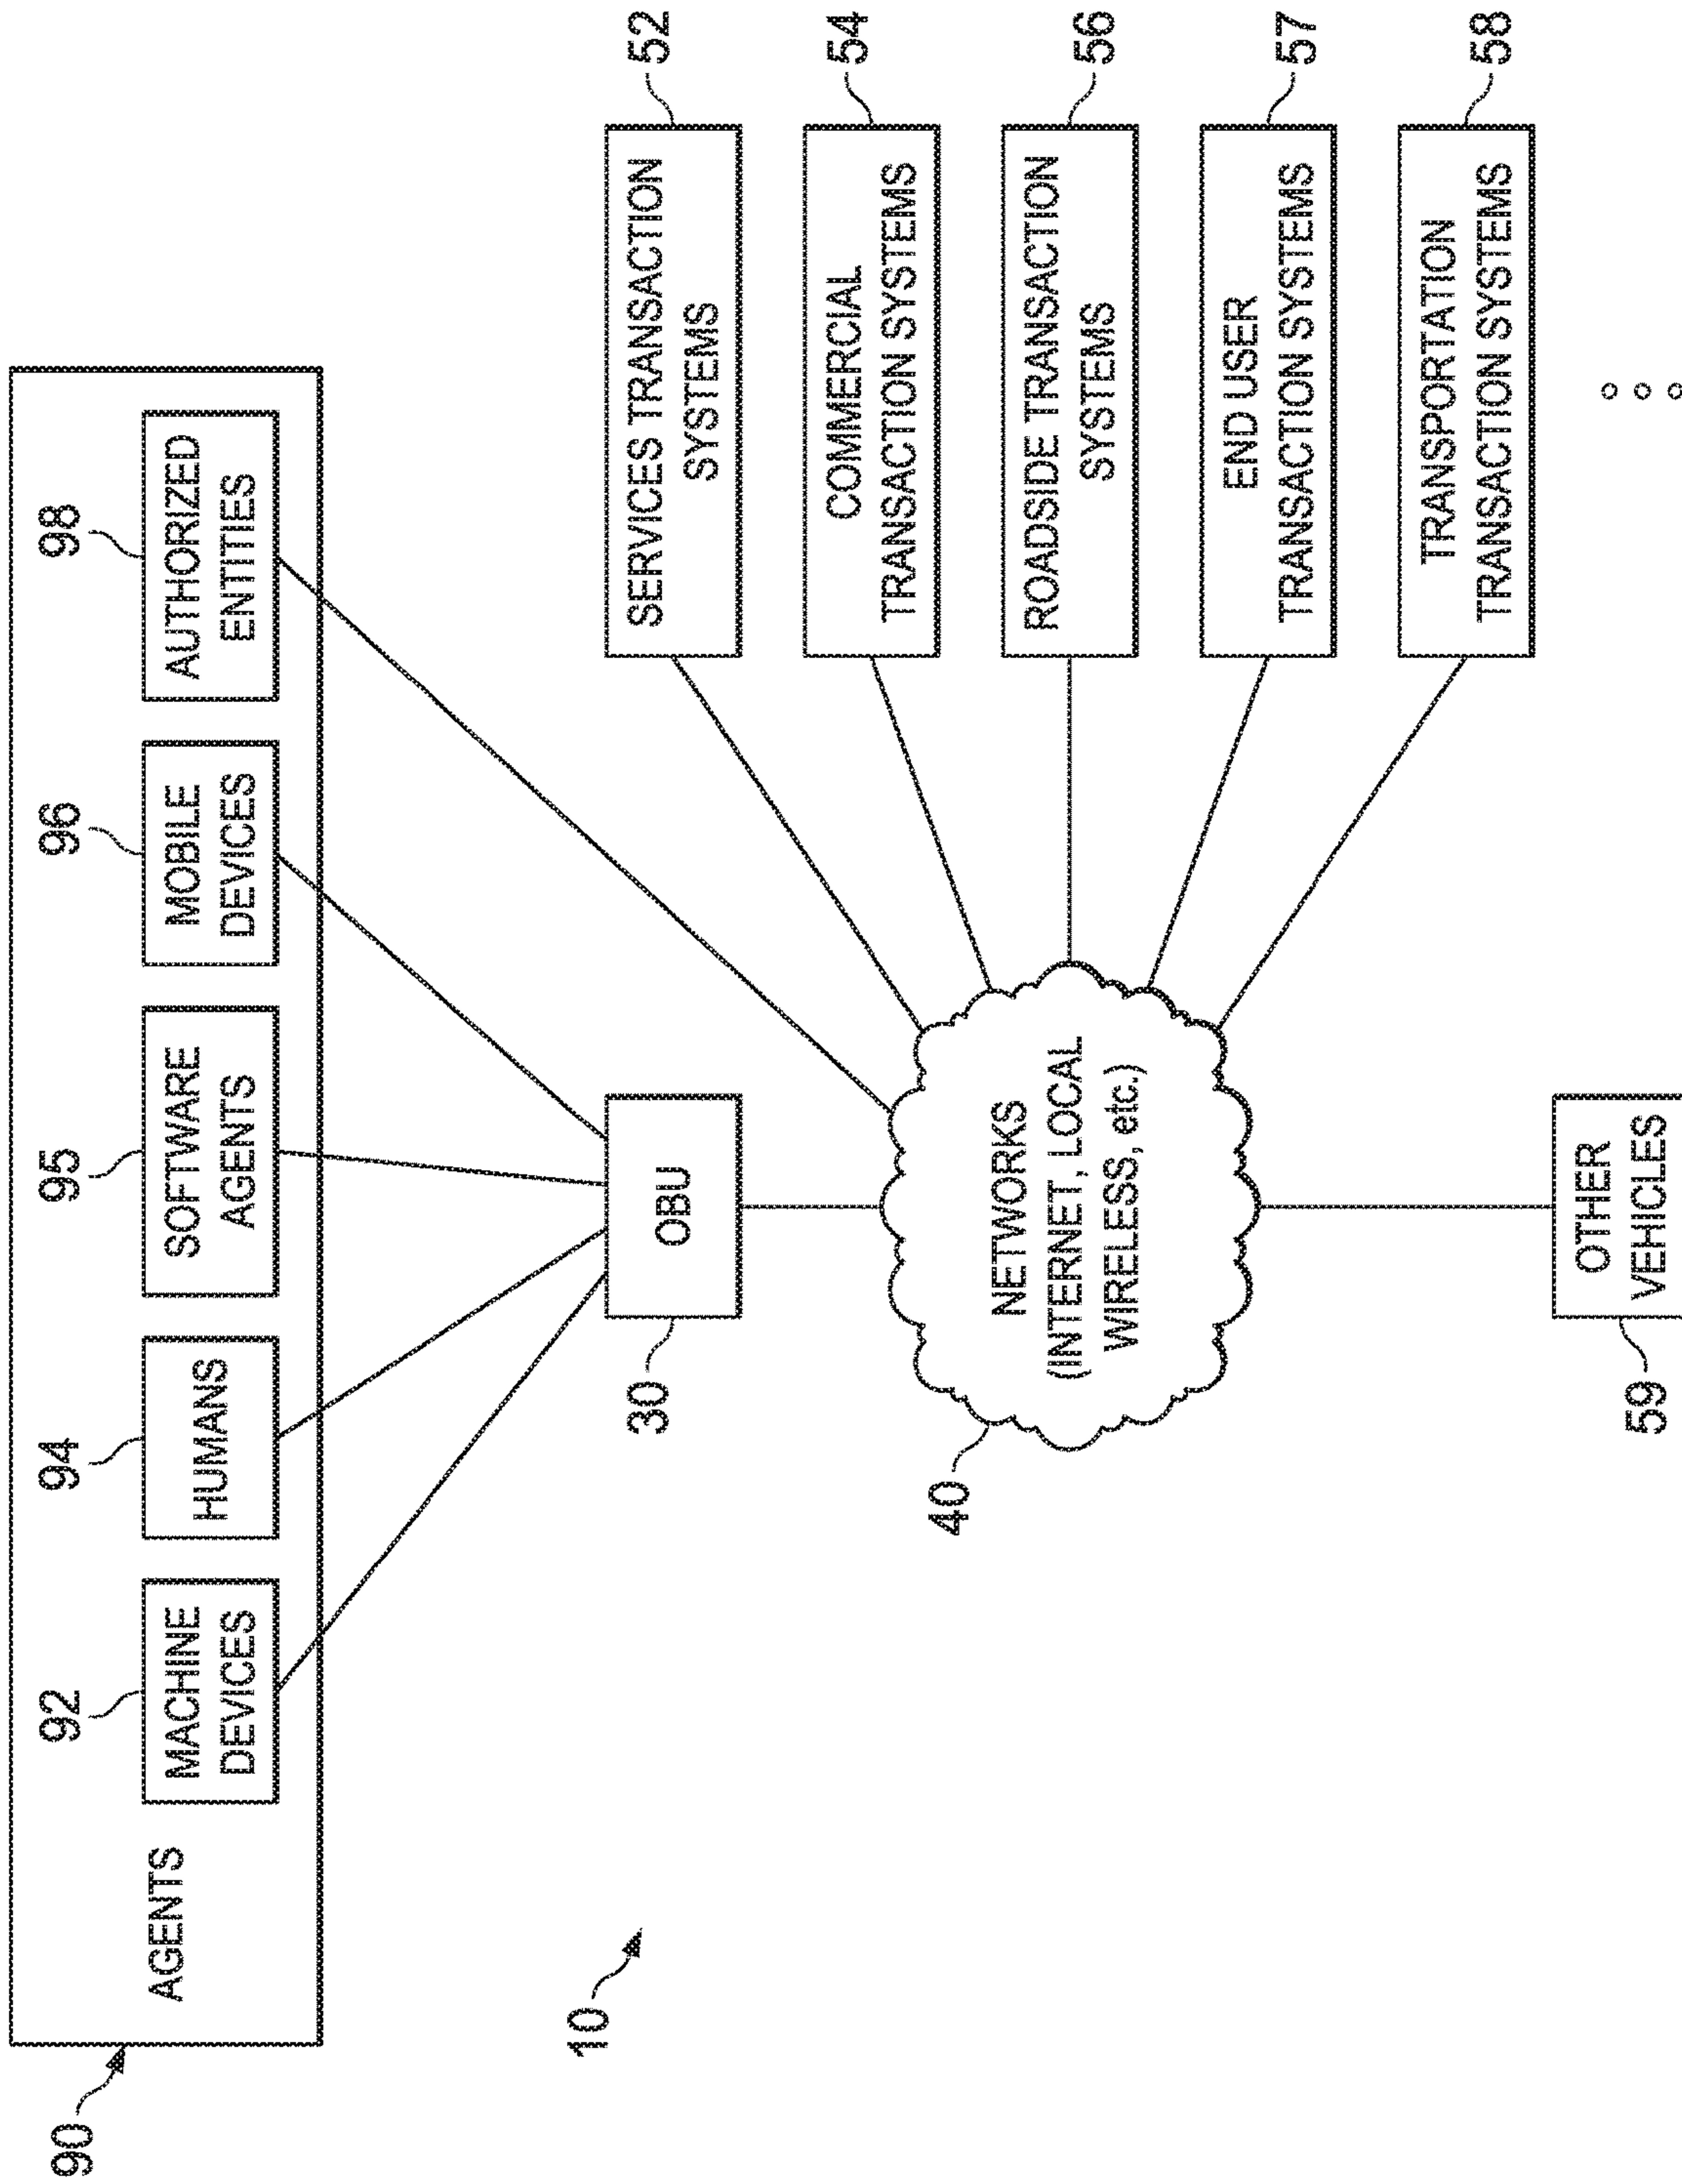 90
AGENTS
92
MACHINE
DEVICES
94
HUMANS
95
SOFTWARE
AGENTS
96
MOBILE
DEVICES
98
AUTHORIZED
ENTITIES
10
30
OBU
40
NETWORKS
(INTERNET, LOCAL
WIRELESS, etc.)
52
SERVICES TRANSACTION
SYSTEMS
54
COMMERCIAL
TRANSACTION SYSTEMS
56
ROADSIDE TRANSACTION
SYSTEMS
57
END USER
TRANSACTION SYSTEMS
58
TRANSPORTATION
TRANSACTION SYSTEMS
59
OTHER
VEHICLES